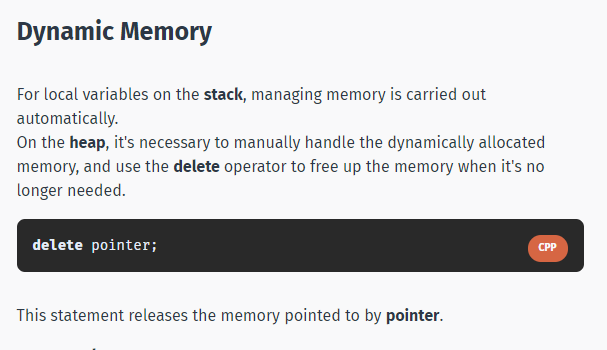 Dynamic Memory
For local variables on the stack, managing memory is carried out
automatically.
On the heap, it's necessary to manually handle the dynamically allocated
memory, and use the delete operator to free up the memory when it's no
longer needed.
delete pointer;
CPP
This statement releases the memory pointed to by pointer.